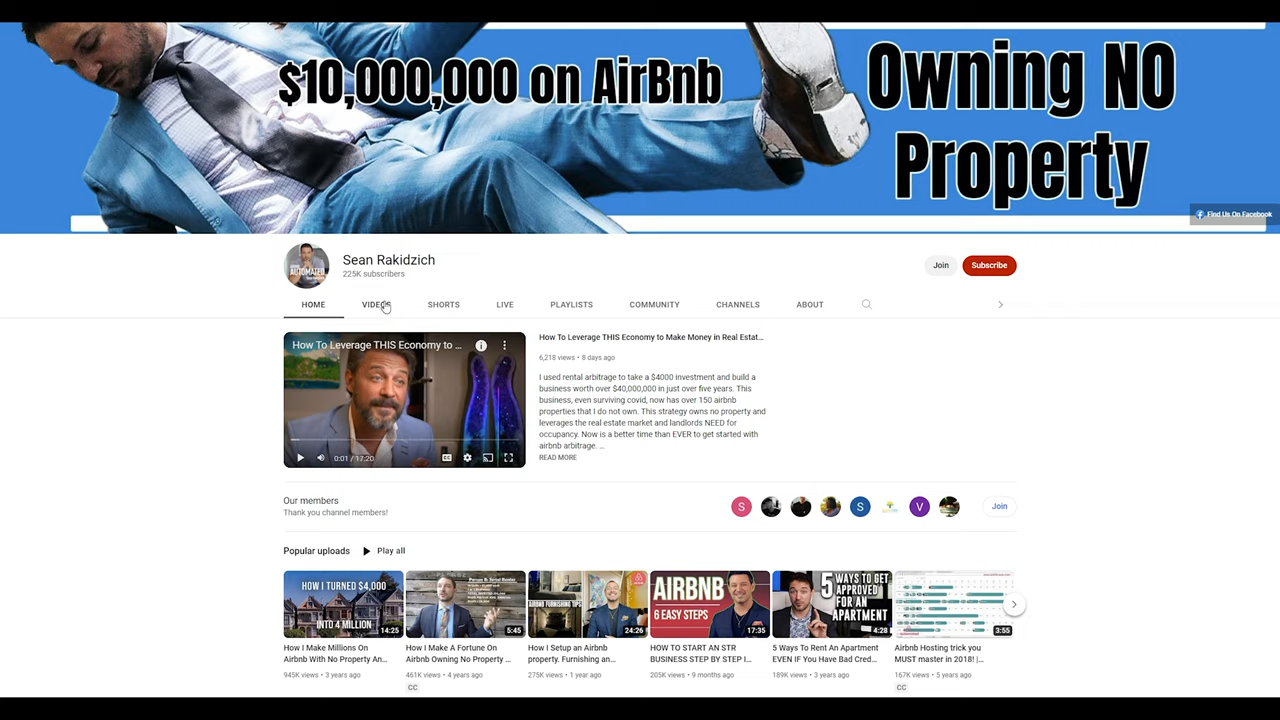 $10,000,000 on AirBnb
Owning NO
Property
Find Us On Facebook
AUTOMATED
Sean Rakidzich
225K subscribers
Join
Subscribe
HOME
VIDEOS
SHORTS
LIVE
PLAYLISTS
COMMUNITY
CHANNELS
ABOUT
How To Leverage THIS Economy to ...
0:01 / 17:20
How To Leverage THIS Economy to Make Money in Real Estat...
6,218 views • 8 days ago
I used rental arbitrage to take a $4000 investment and build a
business worth over $40,000,000 in just over five years. This
business, even surviving covid, now has over 150 airbnb
properties that I do not own. This strategy owns no property and
leverages the real estate market and landlords NEED for
occupancy. Now is a better time than EVER to get started with
airbnb arbitrage. ...
READ MORE
Our members
Thank you channel members!
S
S
V
Join
Popular uploads
Play all
HOW I TURNED $4,000
INTO 4 MILLION
14:25
5:45
AIRBNB FURNISHING TIPS
24:26
AIRBNB
6 EASY STEPS
17:35
5 WAYS TO GET
APPROVED
FOR AN
APARTMENT
4:28
3:55
How I Make Millions On
Airbnb With No Property An...
945K views • 3 years ago
How I Make A Fortune On
Airbnb Owning No Property ...
461K views • 4 years ago
CC
How I Setup an Airbnb
property. Furnishing an...
275K views • 1 year ago
HOW TO START AN STR
BUSINESS STEP BY STEP I...
205K views • 9 months ago
5 Ways To Rent An Apartment
EVEN IF You Have Bad Cred...
189K views • 3 years ago
Airbnb Hosting trick you
MUST master in 2018! |...
167K views • 5 years ago
CC